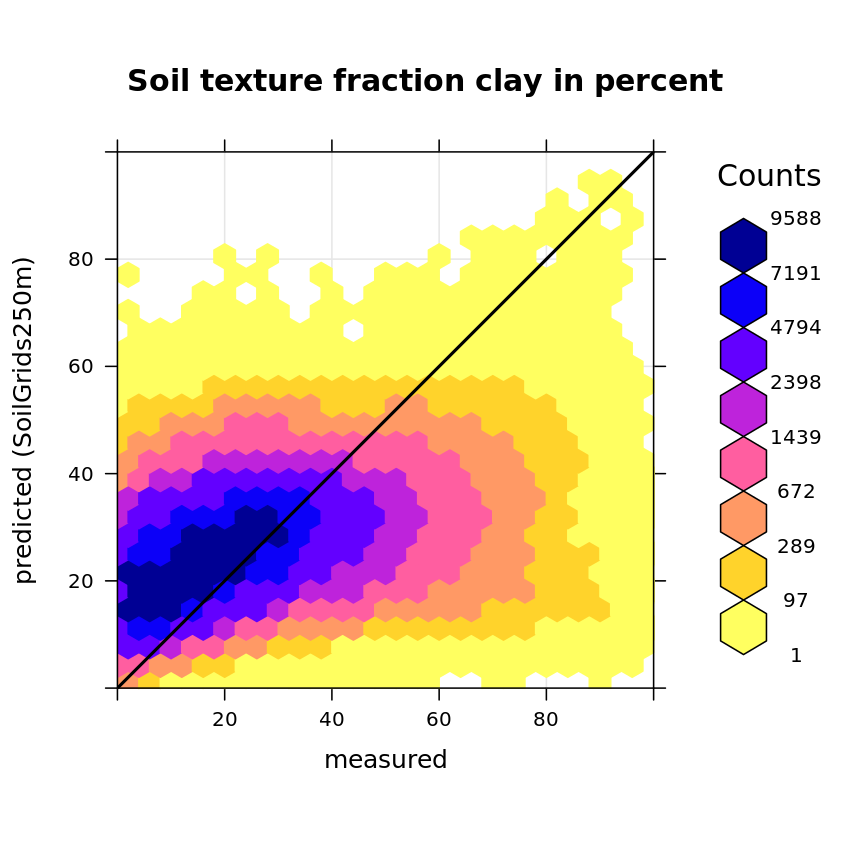 Soil texture fraction clay in percent
Counts
9588
7191
4794
2398
1439
672
289
97
1
predicted (SoilGrids250m)
80
60
40
20
20 40 60 80
measured